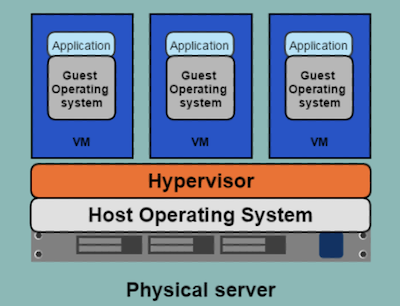 Application
Guest
Operating
system
VM
Application
Guest
Operating
system
VM
Application
Guest
Operating
system
VM
Hypervisor
Host Operating System
Physical server